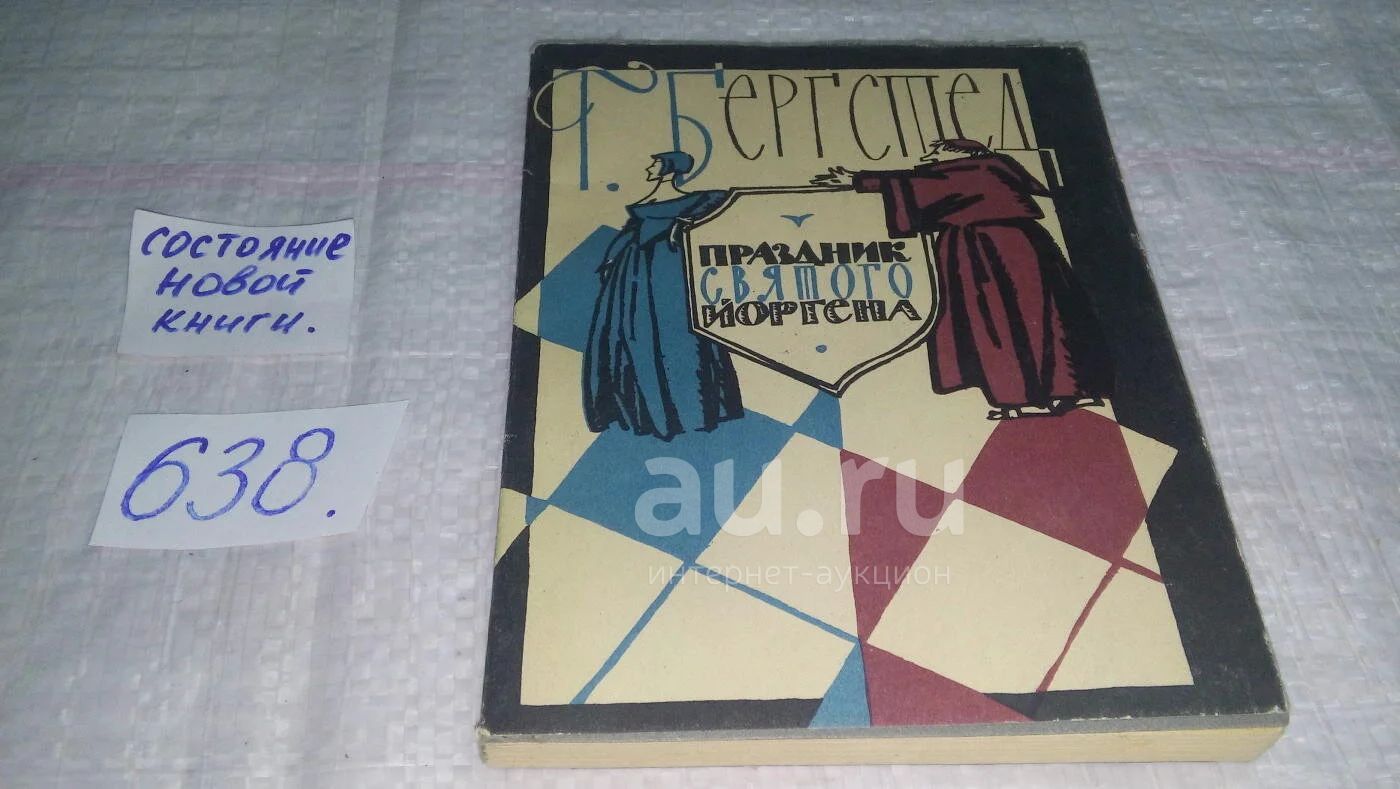 Г. Бергстед
ПРАЗДНИК
СВЯТОГО
ЙОРГЕНА
СОСТОЯНИЕ
НОВОЙ
КНИГИ.
638.
au.ru
интернет-аукцион